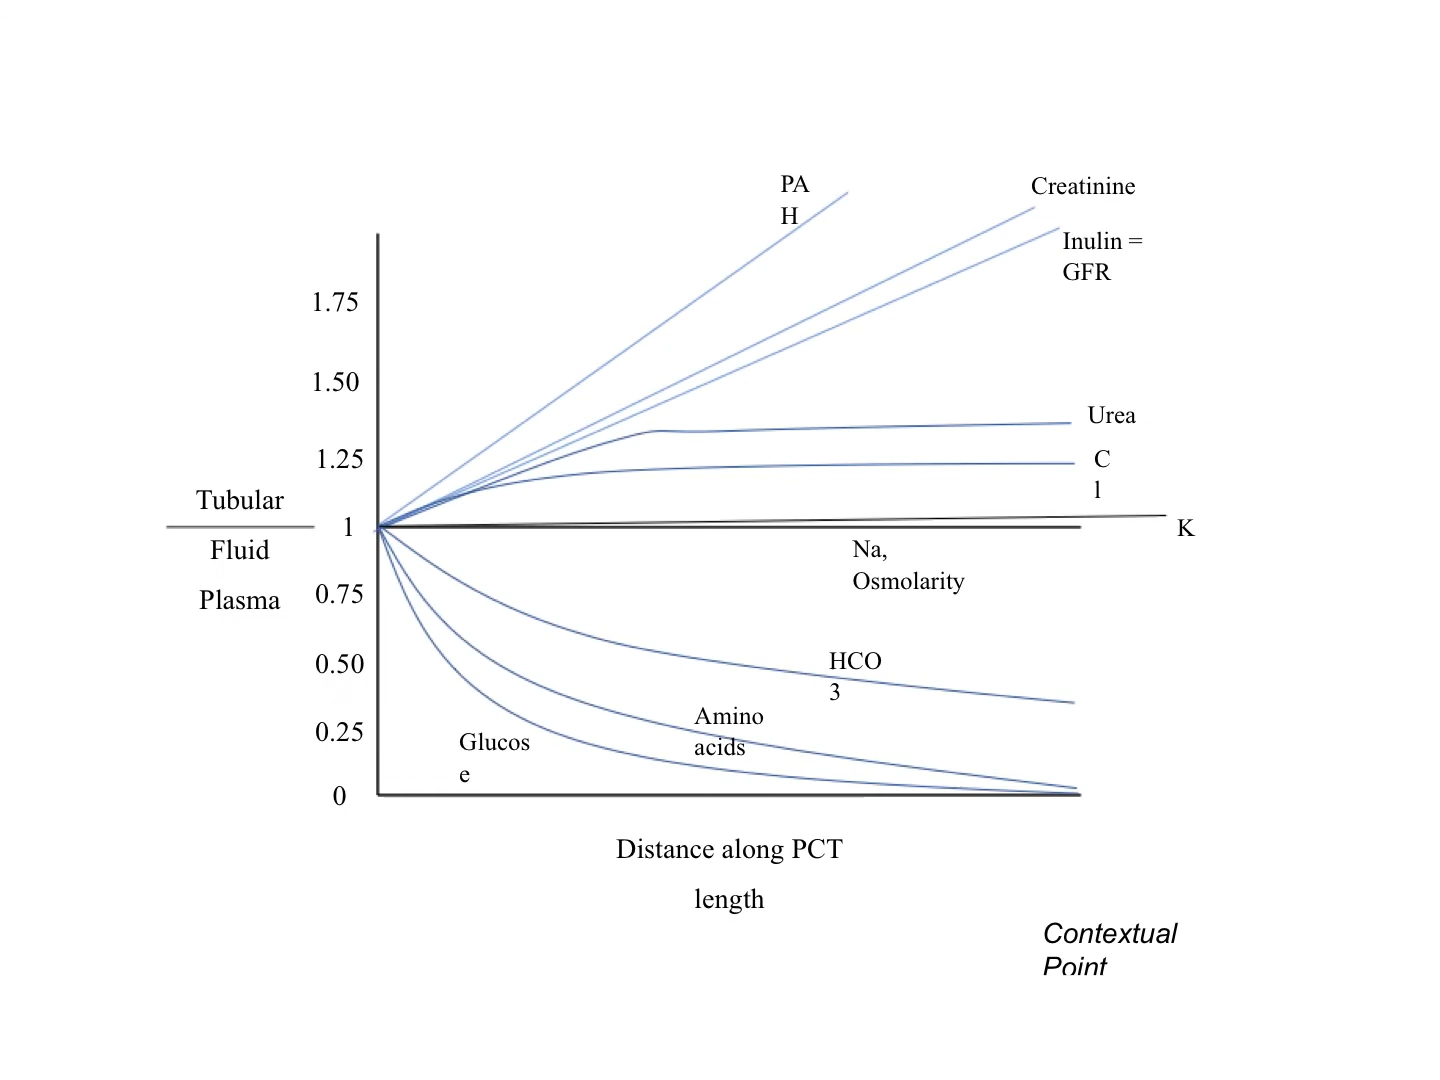 PA
H
Creatinine
Inulin =
GFR
1.75
1.50
Urea
1.25
C
l
Tubular
1
K
Fluid
Na,
Osmolarity
Plasma
0.75
0.50
HCO
3
Amino
acids
0.25
Glucos
e
0
Distance along PCT
length
Contextual
Point